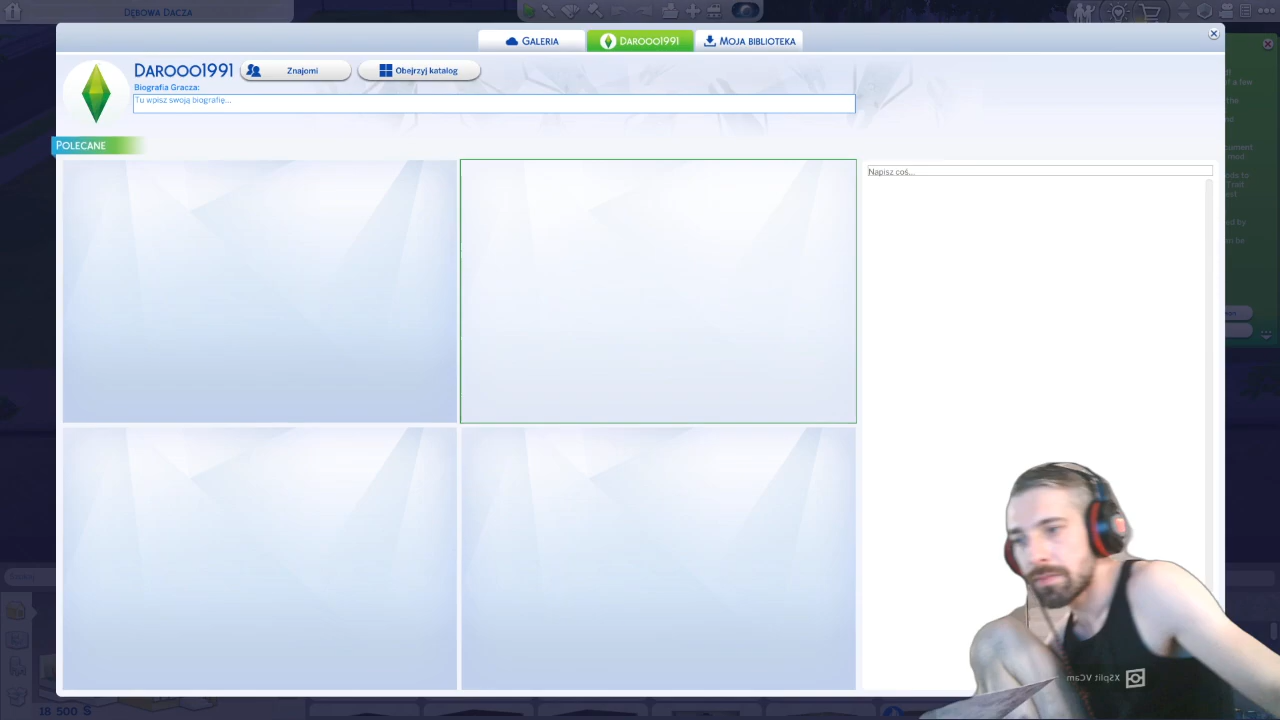 DĘBOWA DACZA
GALERIA
DAROOO1991
MOJA BIBLIOTEKA
DAROOO1991
Znajomi
Obejrzyj katalog
Biografia Gracza:
Tu wpisz swoją biografię...
POLECANE
Napisz coś...
XSplit VCam
18 500 §